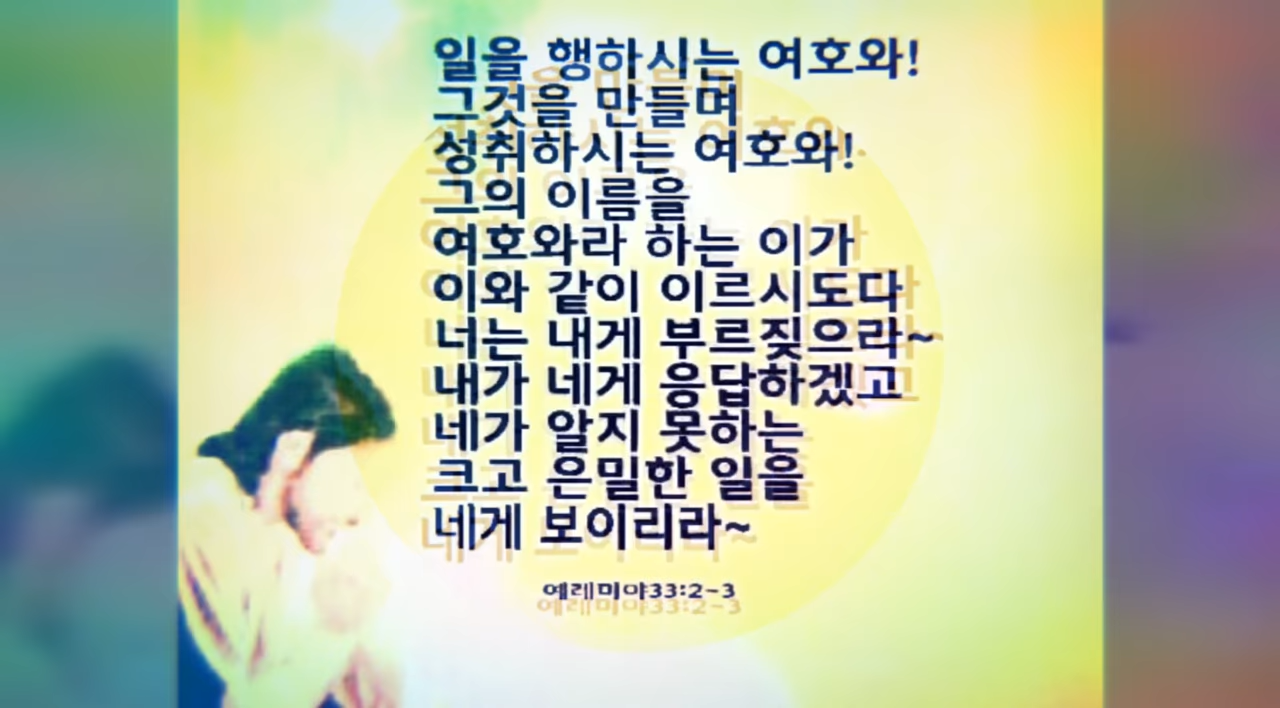 일을 행하시는 여호와!
그것을 만들며
성취하시는 여호와!
그의 이름을
여호와라 하는 이가
이와 같이 이르시도다
너는 내게 부르짖으라~
내가 네게 응답하겠고
네가 알지 못하는
크고 은밀한 일을
네게 보이리라~
예레미야33:2-3